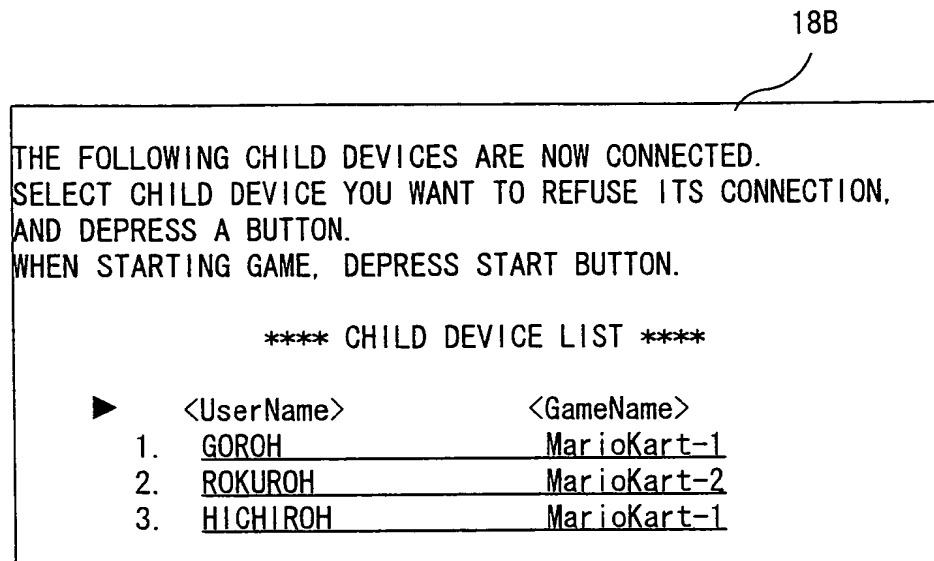 18B
THE FOLLOWING CHILD DEVICES ARE NOW CONNECTED.
SELECT CHILD DEVICE YOU WANT TO REFUSE ITS CONNECTION,
AND DEPRESS A BUTTON.
WHEN STARTING GAME, DEPRESS START BUTTON.
**** CHILD DEVICE LIST ****
▶ <UserName> <GameName>
1. GOROH MarioKart-1
2. ROKUROH MarioKart-2
3. HICHIROH MarioKart-1